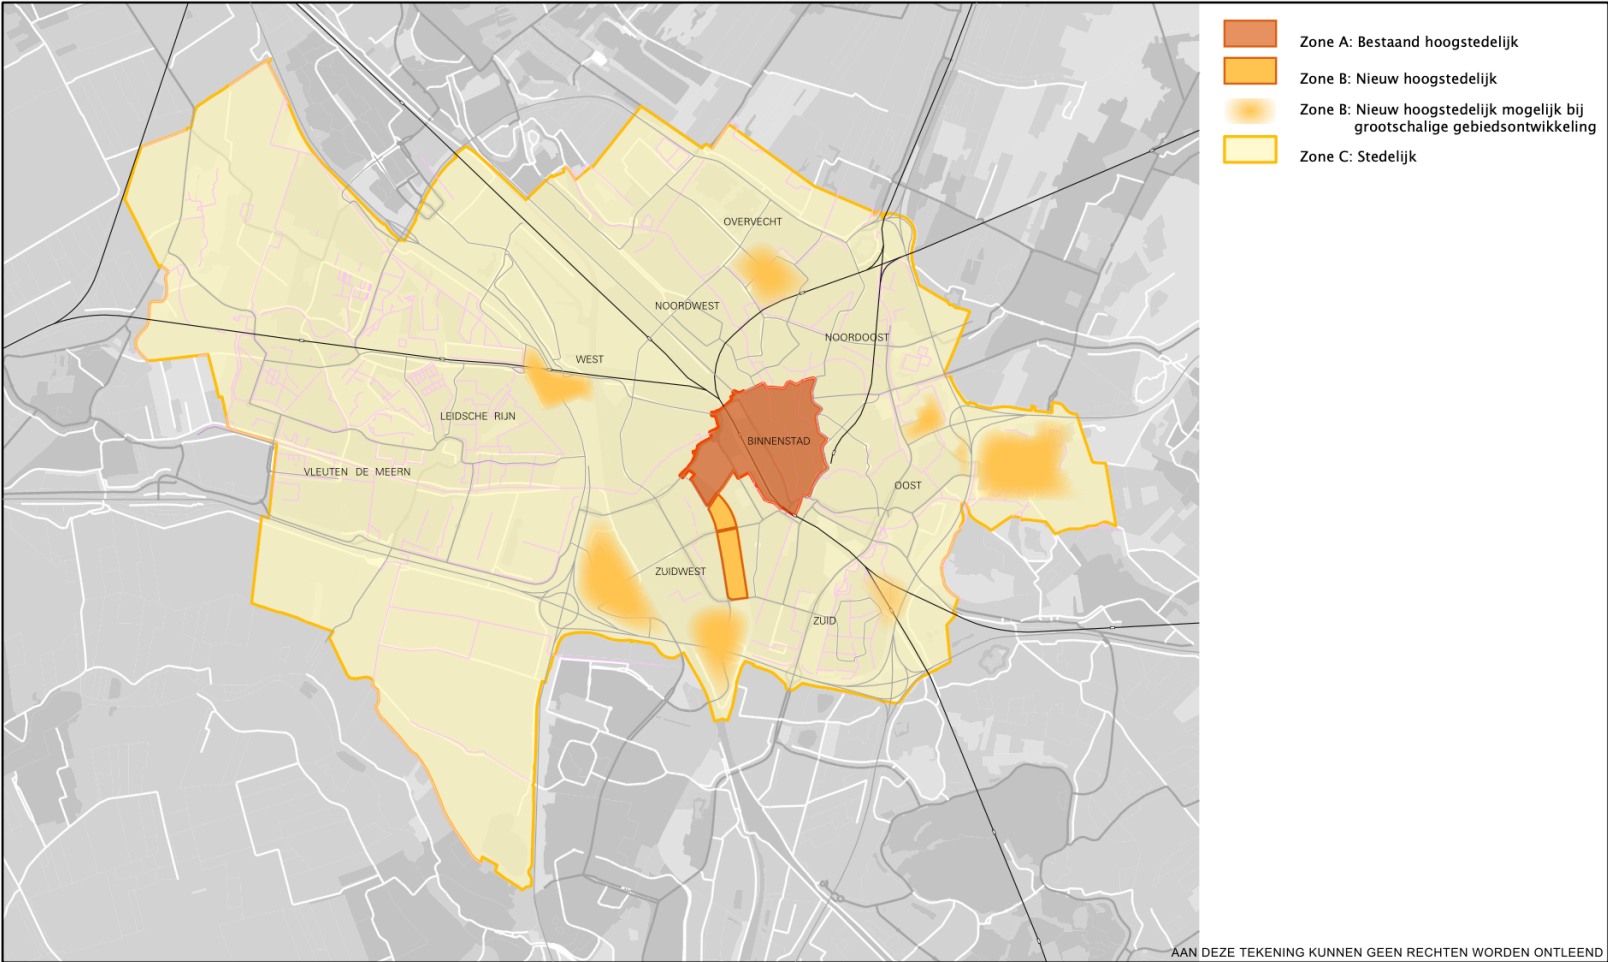 Zone A: Bestaand hoogstedelijk
Zone B: Nieuw hoogstedelijk
Zone B: Nieuw hoogstedelijk mogelijk bij
grootschalige gebiedsontwikkeling
Zone C: Stedelijk
OVERVECHT
NOORDWEST
NOORDOOST
WEST
LEIDSCHE RIJN
BINNENSTAD
VLEUTEN DE MEERN
OOST
ZUIDWEST
ZUID
AAN DEZE TEKENING KUNNEN GEEN RECHTEN WORDEN ONTLEEND